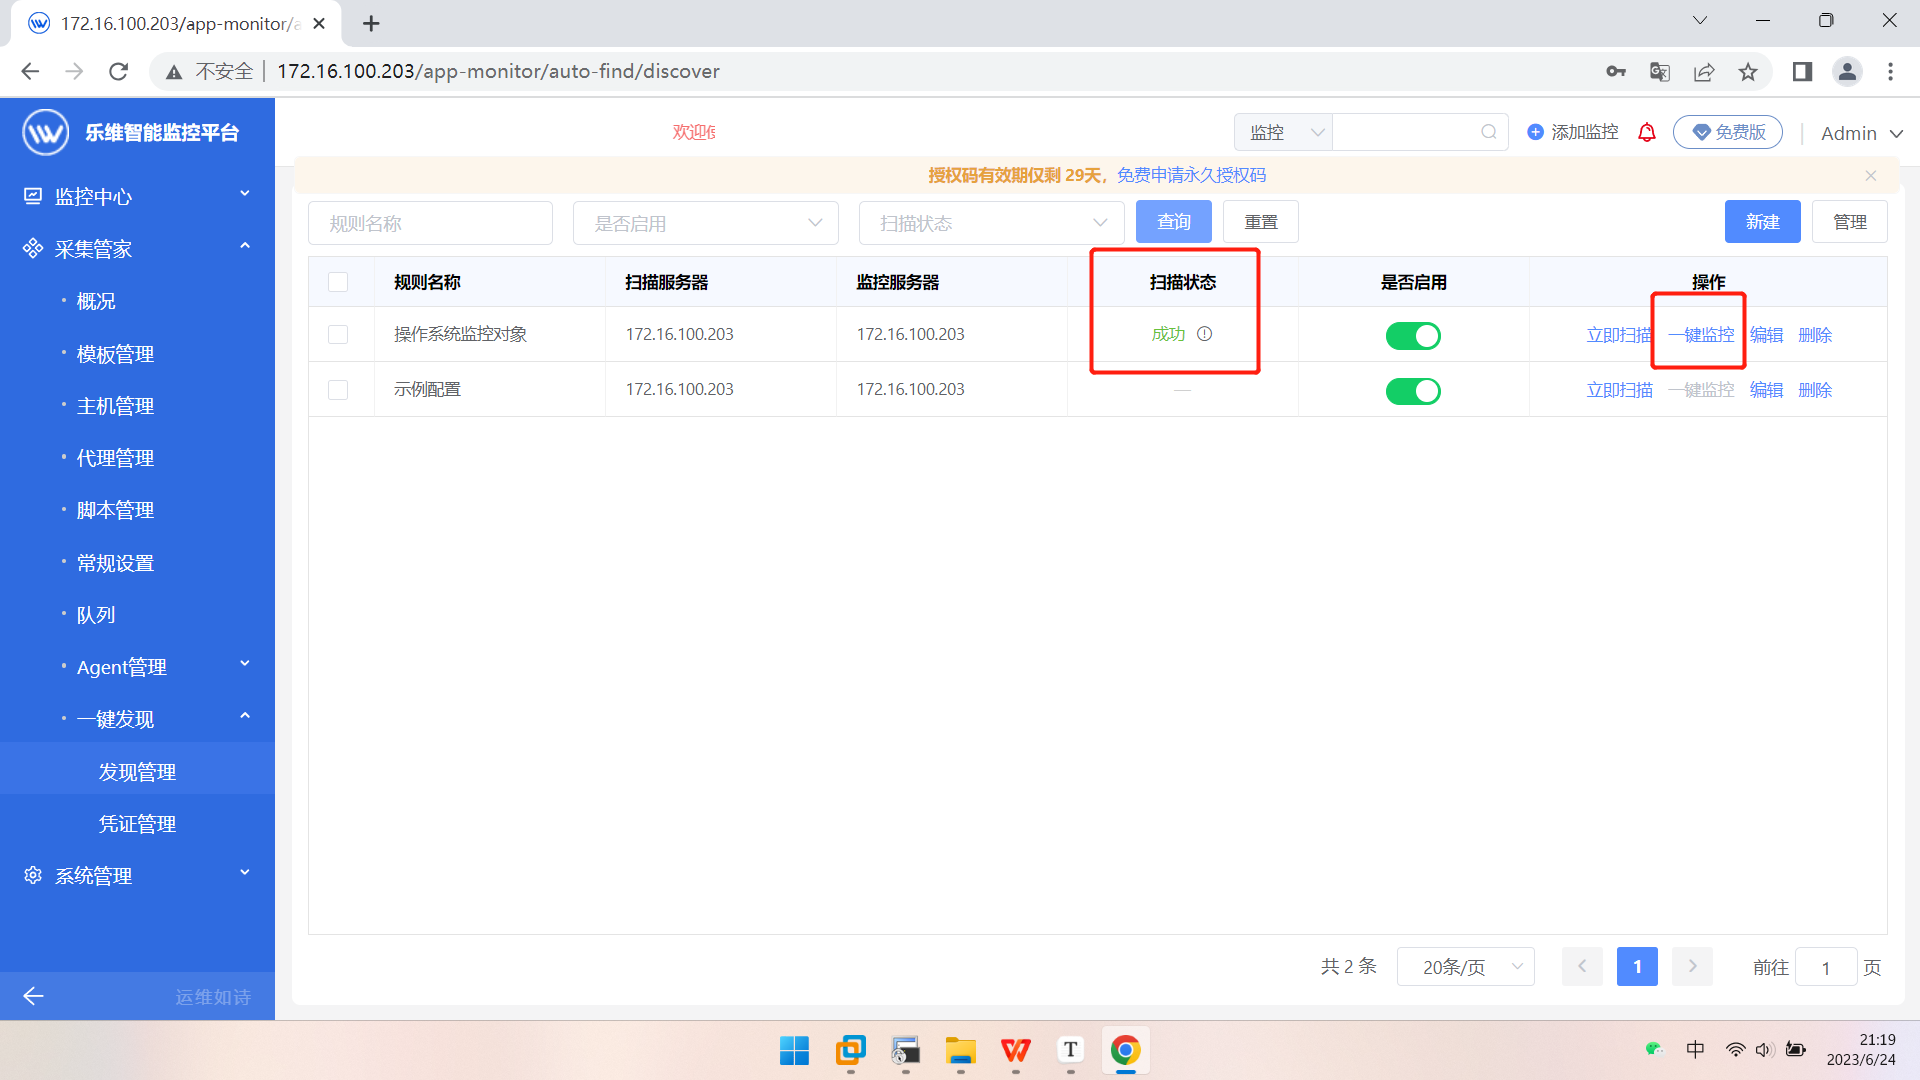 172.16.100.203/app-monitor/a
不安全 172.16.100.203/app-monitor/auto-find/discover
乐维智能监控平台
欢迎使
监控
添加监控
免费版
Admin
授权码有效期仅剩 29天，免费申请永久授权码
监控中心
采集管家
概况
模板管理
主机管理
代理管理
脚本管理
常规设置
队列
Agent管理
一键发现
发现管理
凭证管理
系统管理
运维如诗
规则名称 是否启用 扫描状态 查询 重置 新建 管理
规则名称 扫描服务器 监控服务器 扫描状态 是否启用 操作
操作系统监控对象 172.16.100.203 172.16.100.203 成功 立即扫描 一键监控 编辑 删除
示例配置 172.16.100.203 172.16.100.203 — 立即扫描 一键监控 编辑 删除
共 2 条 20条/页 1 前往 1 页
中
21:19
2023/6/24